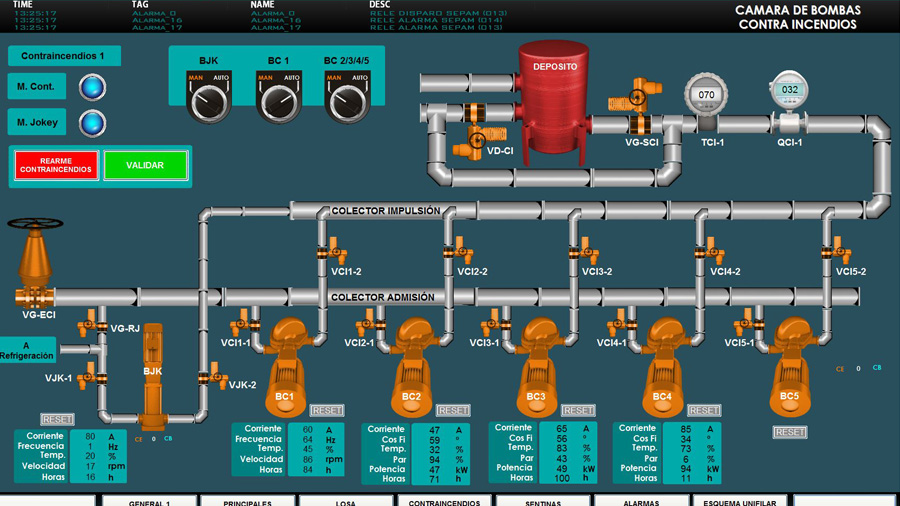 TIME TAG NAME DESC
13:25:17 ALARMA_0 ALARMA_0 RELE DISPARO SEPAM (D13)
13:25:17 ALARMA_16 ALARMA_16 RELE ALARMA SEPAM (D14)
13:25:17 ALARMA_17 ALARMA_17 RELE ALARMA SEPAM (D13)
CAMARA DE BOMBAS
CONTRA INCENDIOS
Contraincendios 1
M. Cont.
M. Jokey
REARME
CONTRAINCENDIOS
VALIDAR
BJK BC 1 BC 2/3/4/5
MAN AUTO MAN AUTO MAN AUTO
DEPOSITO
VD-CI
VG-SCI
070
TCI-1
032
QCI-1
COLECTOR IMPULSIÓN
VCI1-2 VCI2-2 VCI3-2 VCI4-2 VCI5-2
COLECTOR ADMISIÓN
VG-ECI
VG-RJ
A
Refrigeración
VJK-1
BJK
VJK-2
CE 0 CB
VCI1-1 VCI2-1 VCI3-1 VCI4-1 VCI5-1
BC1 BC2 BC3 BC4 BC5
CE 0 CB
RESET RESET RESET RESET RESET RESET
Corriente 80 A
Frecuencia 1 Hz
Temp. 20 %
Velocidad 17 rpm
Horas 16 h
Corriente 60 A
Frecuencia 64 Hz
Temp. 45 %
Velocidad 86 rpm
Horas 84 h
Corriente 47 A
Cos Fi 59 º
Temp. 32 %
Par 94 %
Potencia 47 kW
Horas 71 h
Corriente 65 A
Cos Fi 56 º
Temp. 83 %
Par 43 %
Potencia 49 kW
Horas 100 h
Corriente 85 A
Cos Fi 34 º
Temp. 73 %
Par 6 %
Potencia 94 kW
Horas 11 h
GENERAL 1 PRINCIPALES LOSA CONTRAINCENDIOS SENTINAS ALARMAS ESQUEMA UNIFILAR